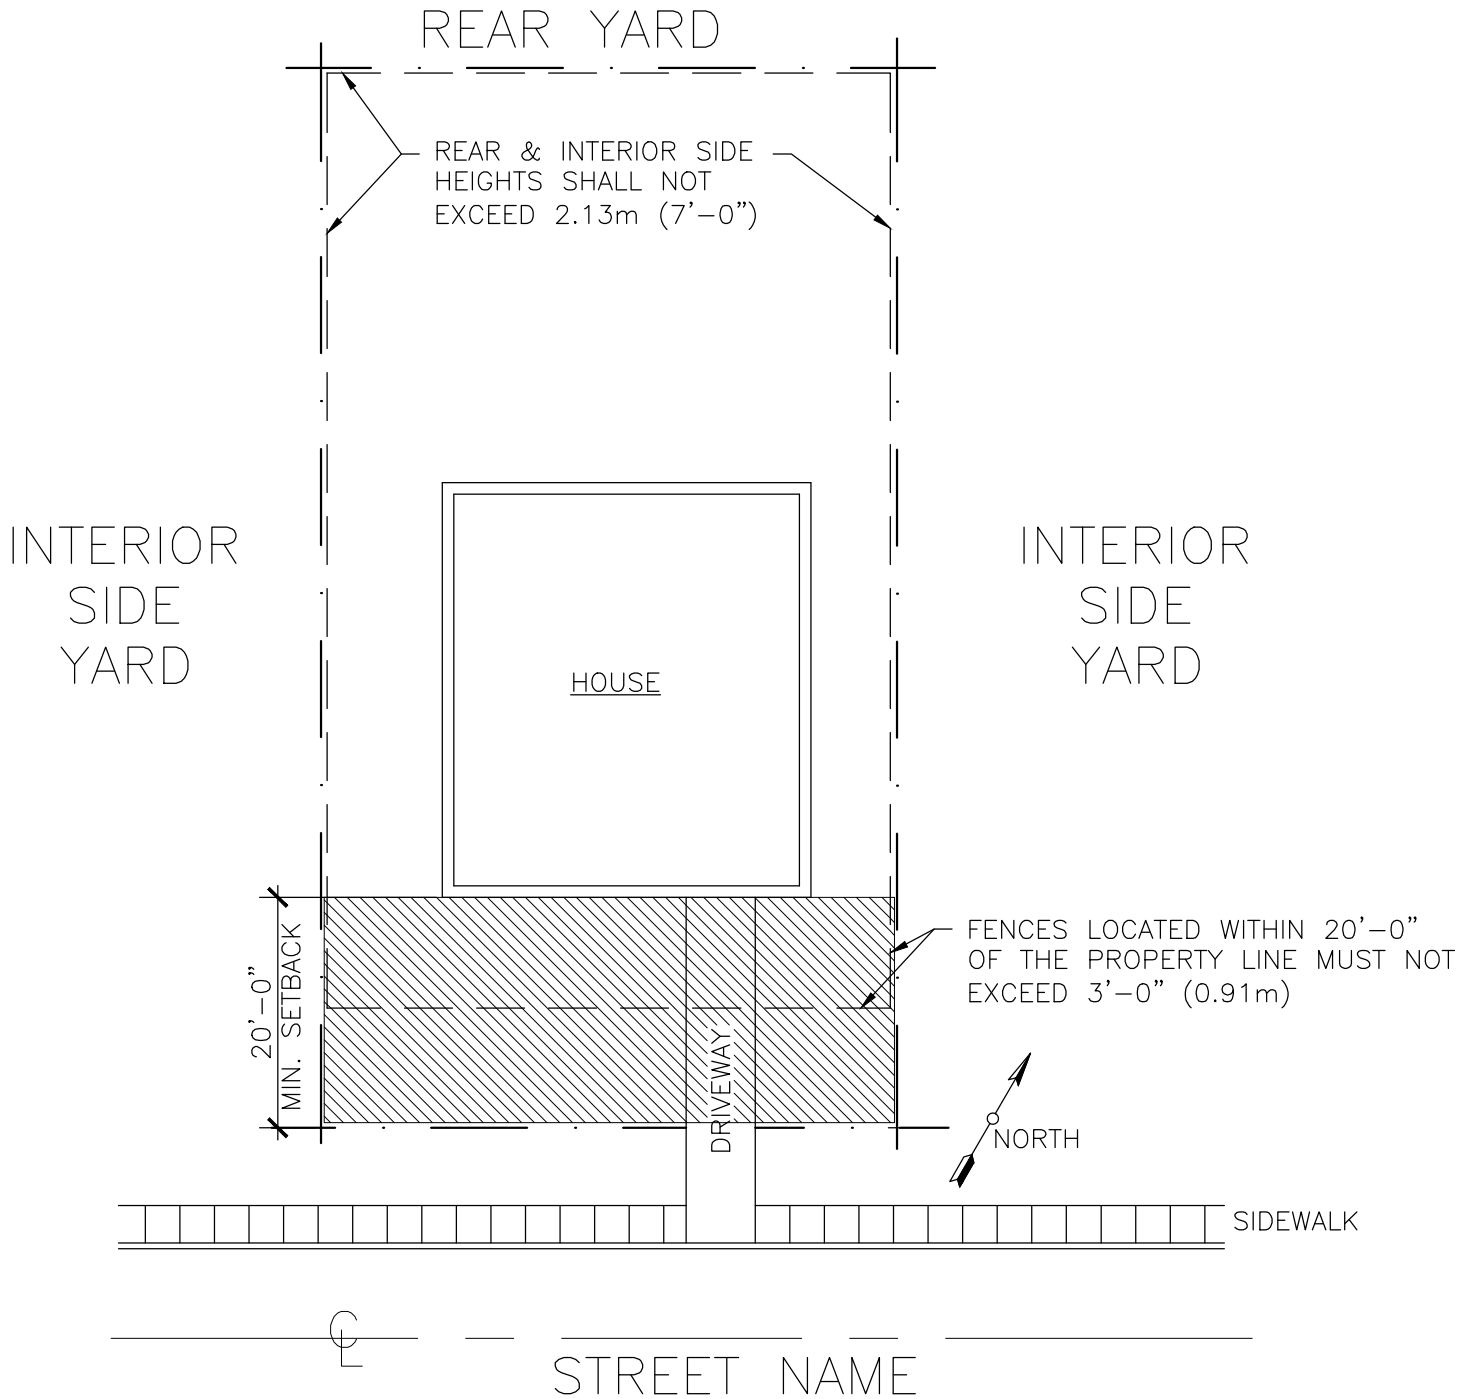 REAR YARD
REAR & INTERIOR SIDE
HEIGHTS SHALL NOT
EXCEED 2.13m (7'-0")
INTERIOR
SIDE
YARD
HOUSE
INTERIOR
SIDE
YARD
20'-0"
MIN. SETBACK
FENCES LOCATED WITHIN 20'-0"
OF THE PROPERTY LINE MUST NOT
EXCEED 3'-0" (0.91m)
DRIVEWAY
NORTH
SIDEWALK
CL
STREET NAME